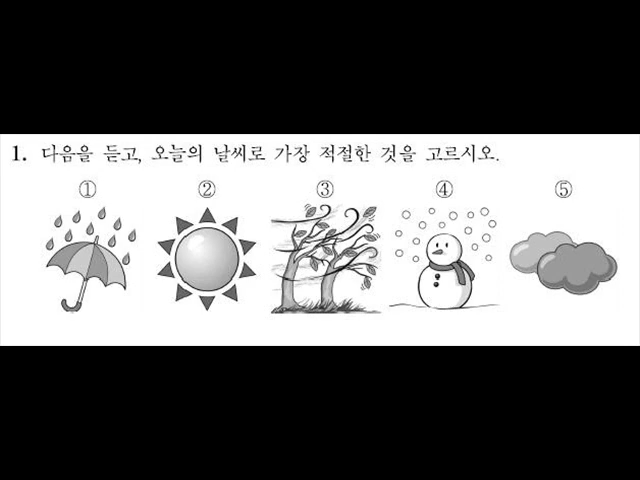 1. 다음을 듣고, 오늘의 날씨로 가장 적절한 것을 고르시오.
① ② ③ ④ ⑤